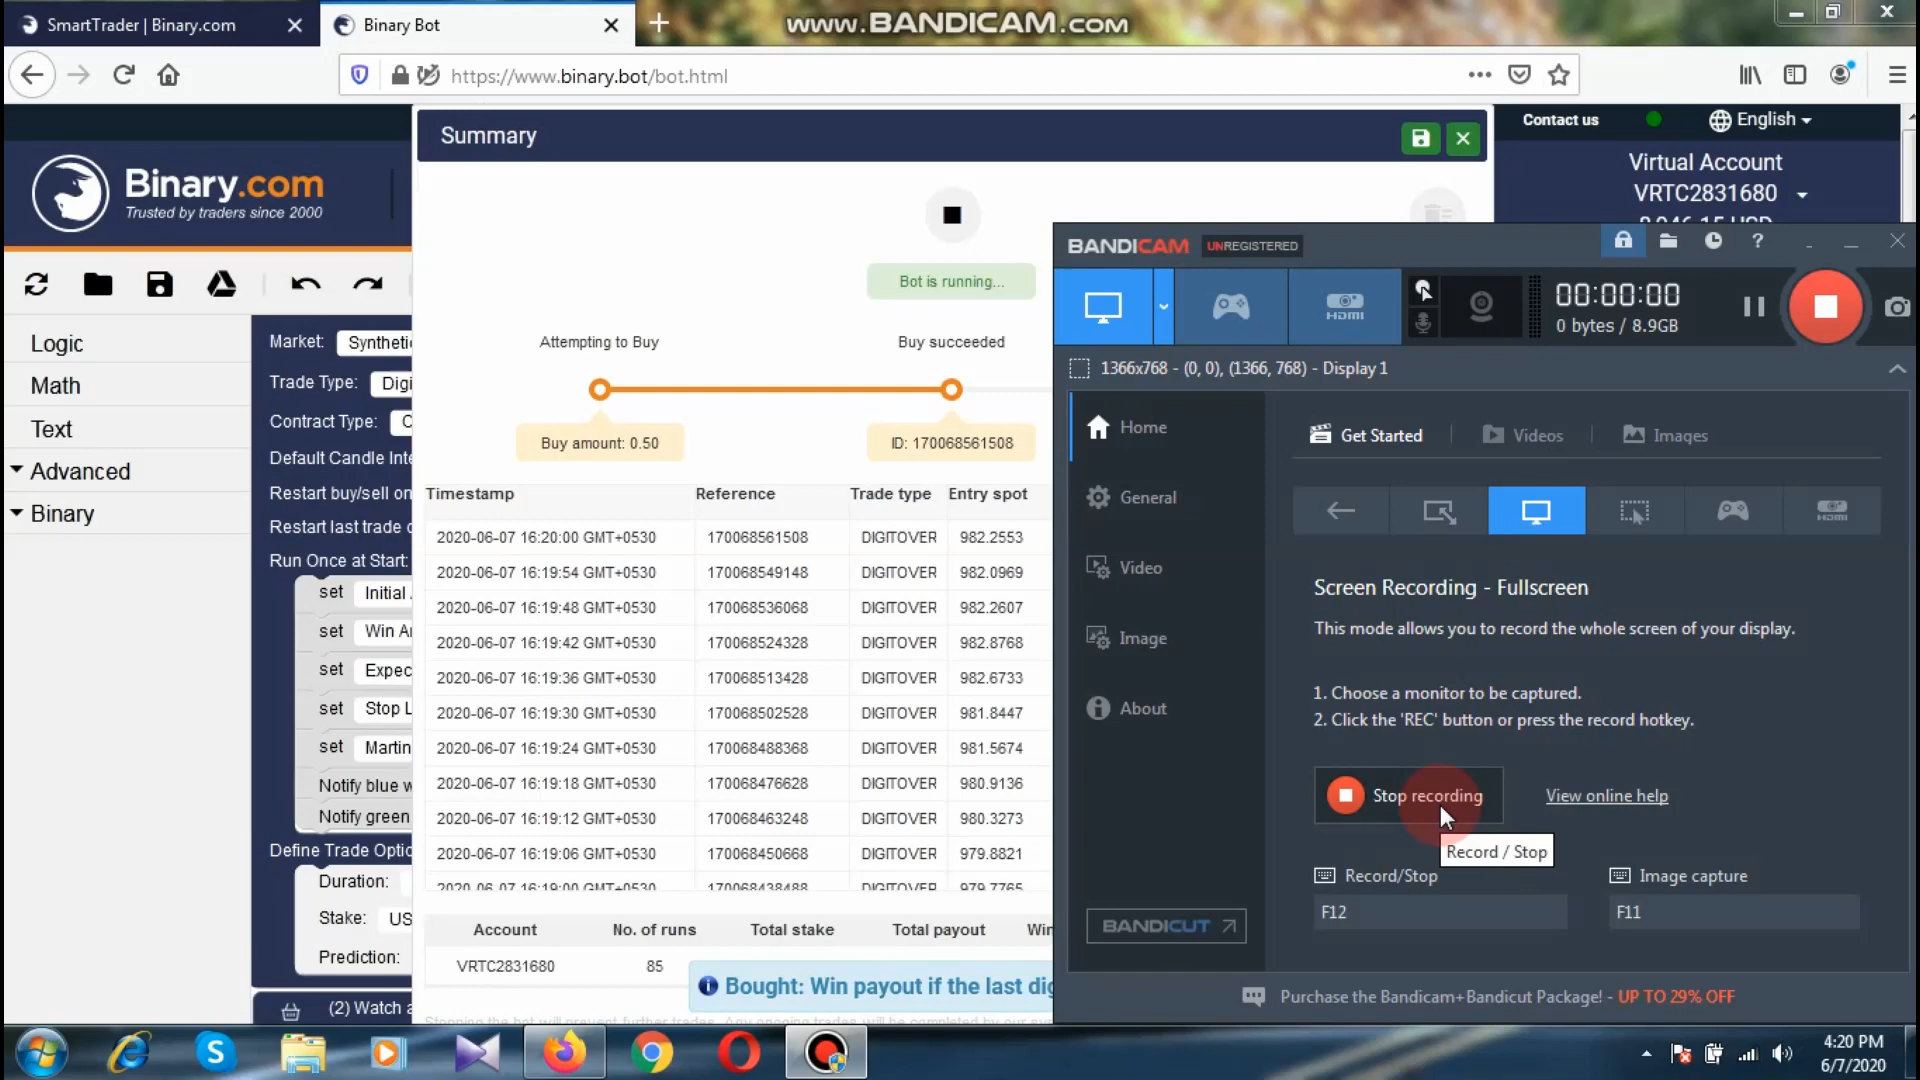 SmartTrader | Binary.com
Binary Bot
www.BANDICAM.com
https://www.binary.bot/bot.html
Summary
Contact us
English
Virtual Account
VRTC2831680
Binary.com
Trusted by traders since 2000
Bot is running...
Attempting to Buy
Buy succeeded
Buy amount: 0.50
ID: 170068561508
Logic
Math
Text
Advanced
Binary
Market:
Trade Type:
Contract Type:
Restart buy/sell on
Run Once at Start:
set
set
set
set
set
Initial
Notify blue
Notify green
Duration:
Stake:
Prediction:
(2) Watch
Timestamp Reference Trade type Entry spot
2020-06-07 16:20:00 GMT+0530 170068561508 DIGITOVER 982.2553
2020-06-07 16:19:54 GMT+0530 170068549148 DIGITOVER 982.0969
2020-06-07 16:19:48 GMT+0530 170068536068 DIGITOVER 982.2607
2020-06-07 16:19:42 GMT+0530 170068524328 DIGITOVER 982.8768
2020-06-07 16:19:36 GMT+0530 170068513428 DIGITOVER 982.6733
2020-06-07 16:19:30 GMT+0530 170068502528 DIGITOVER 981.8447
2020-06-07 16:19:24 GMT+0530 170068488368 DIGITOVER 981.5674
2020-06-07 16:19:18 GMT+0530 170068476628 DIGITOVER 980.9136
2020-06-07 16:19:12 GMT+0530 170068463248 DIGITOVER 980.3273
2020-06-07 16:19:06 GMT+0530 170068450668 DIGITOVER 979.8821
Account No. of runs Total stake Total payout
VRTC2831680 85
Bought: Win payout if the last
BANDICAM UNREGISTERED
HDMI
00:00:00
0 bytes / 8.9GB
1366x768 - (0, 0), (1366, 768) - Display 1
Home
General
Video
Image
About
BANDICUT
Get Started
Videos
Images
HDMI
Screen Recording - Fullscreen
This mode allows you to record the whole screen of your display.
1. Choose a monitor to be captured.
2. Click the 'REC' button or press the record hotkey.
Stop recording
View online help
Record / Stop
Record/Stop
Image capture
F12
F11
Purchase the Bandicam+Bandicut Package! - UP TO 29% OFF
4:20 PM
6/7/2020